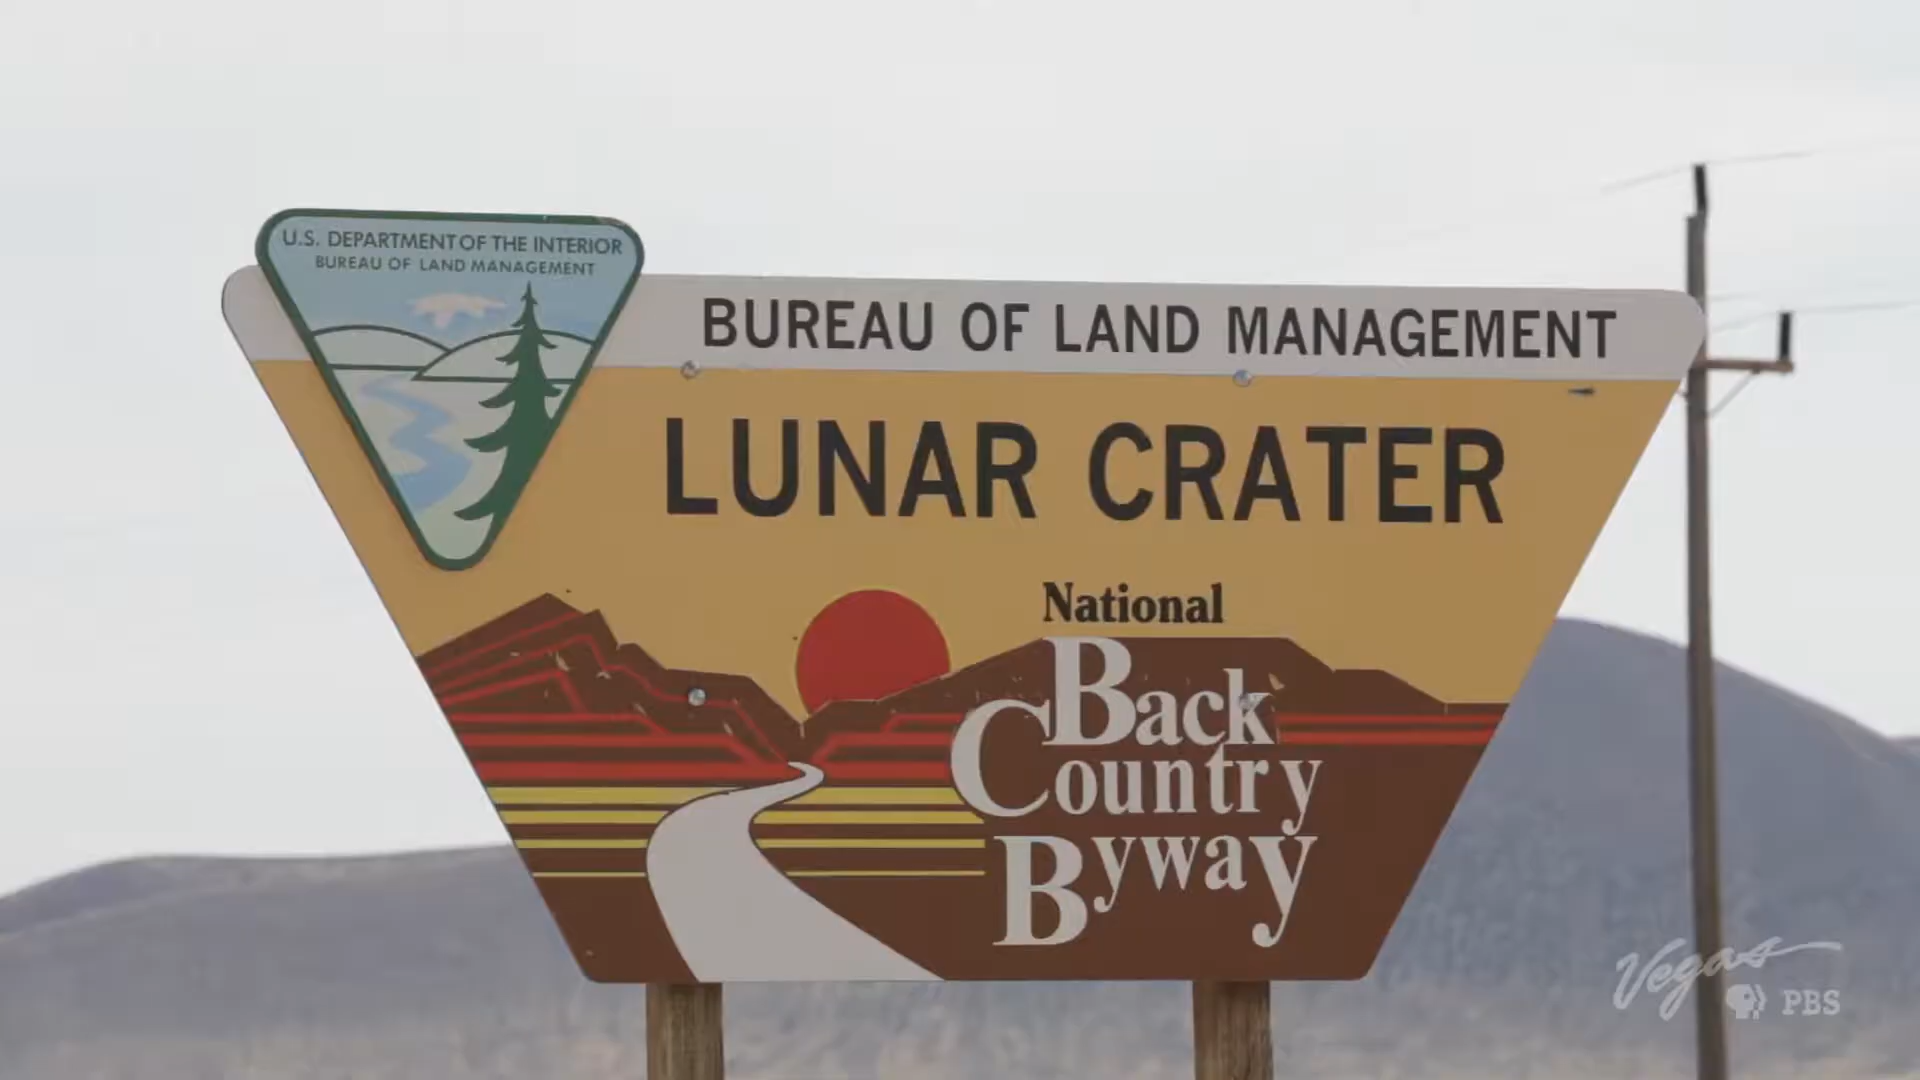 U.S. DEPARTMENT OF THE INTERIOR
BUREAU OF LAND MANAGEMENT
BUREAU OF LAND MANAGEMENT
LUNAR CRATER
National
Back
Country
Byway
Vegas
PBS